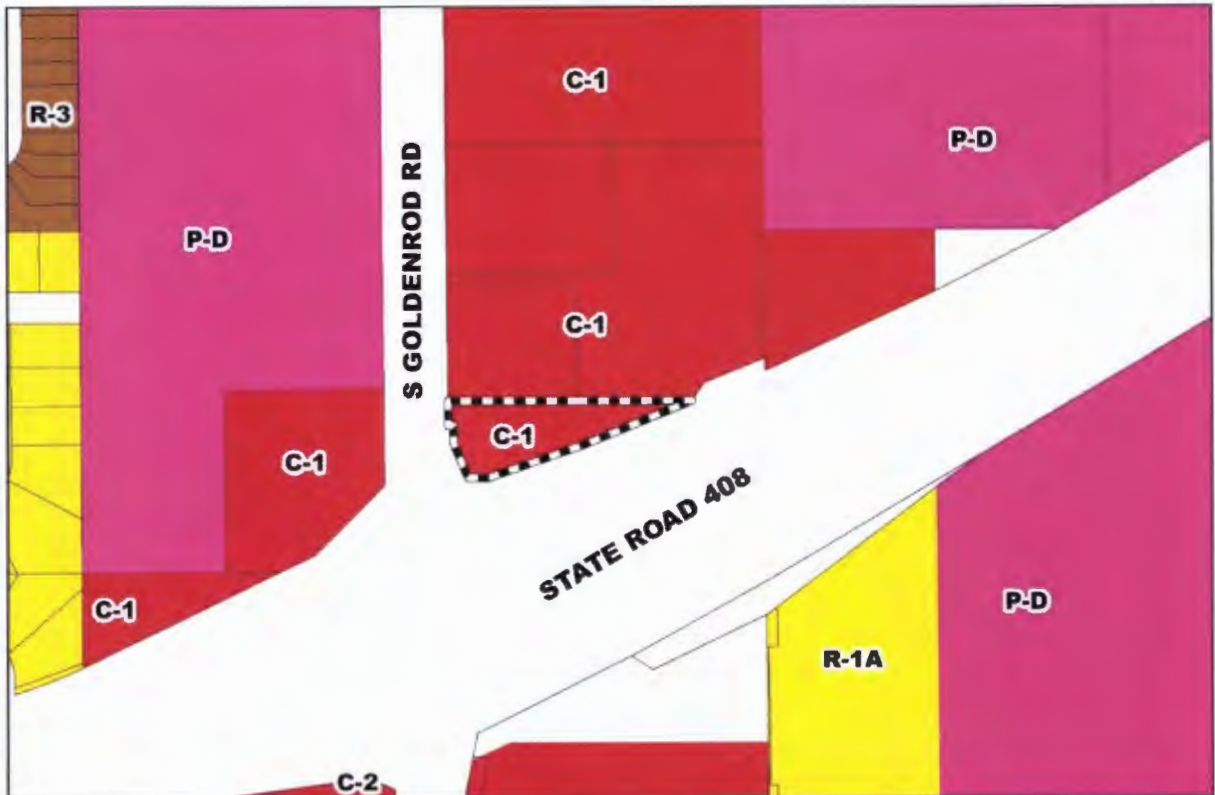 C-1
R-3
P-D
P-D
S GOLDENROD RD
C-1
C-1
C-1
STATE ROAD 408
C-1
P-D
R-1A
C-2